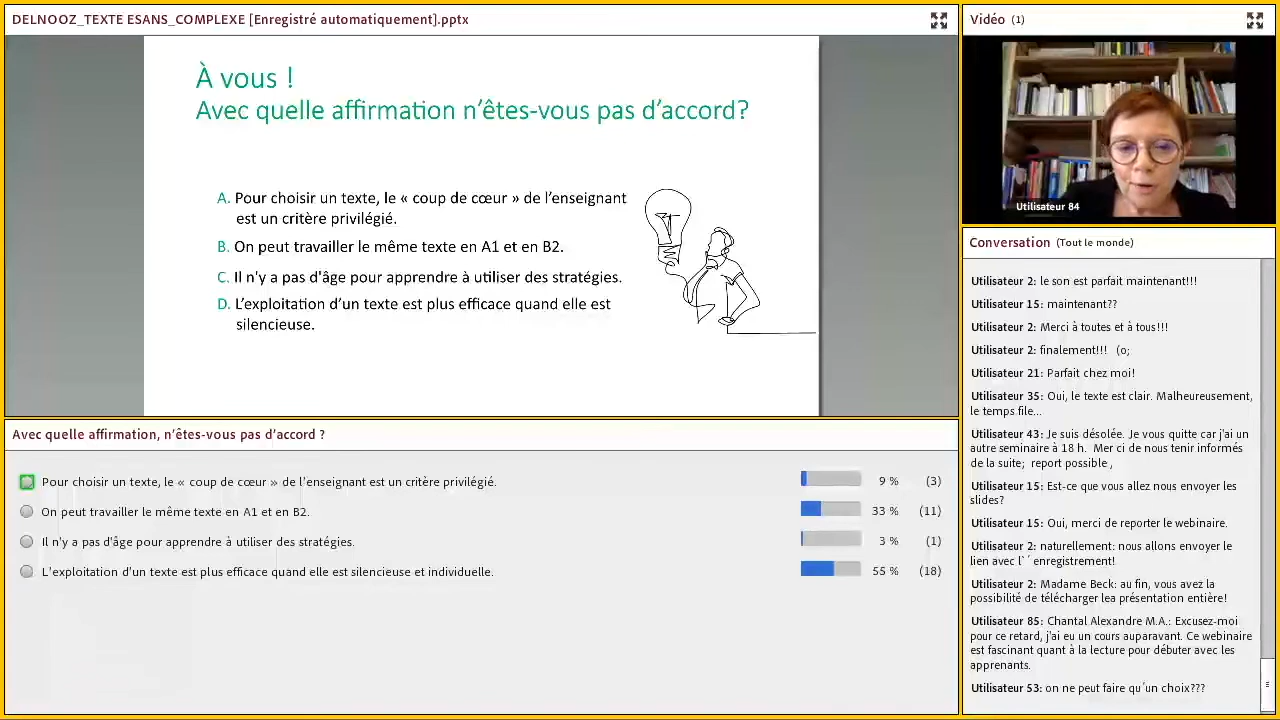 DELNOOZ_TEXTE ESANS_COMPLEXE [Enregistré automatiquement].pptx
À vous !
Avec quelle affirmation n'êtes-vous pas d'accord?
A. Pour choisir un texte, le « coup de cœur » de l'enseignant
est un critère privilégié.
B. On peut travailler le même texte en A1 et en B2.
C. Il n'y a pas d'âge pour apprendre à utiliser des stratégies.
D. L'exploitation d'un texte est plus efficace quand elle est
silencieuse.
Avec quelle affirmation, n'êtes-vous pas d'accord ?
Pour choisir un texte, le « coup de cœur » de l'enseignant est un critère privilégié. 9 % (3)
On peut travailler le même texte en A1 et en B2. 33 % (11)
Il n'y a pas d'âge pour apprendre à utiliser des stratégies. 3 % (1)
L'exploitation d'un texte est plus efficace quand elle est silencieuse et individuelle. 55 % (18)
Vidéo (1)
Utilisateur 84
Conversation (Tout le monde)
Utilisateur 2: le son est parfait maintenant!!!
Utilisateur 15: maintenant??
Utilisateur 2: Merci à toutes et à tous!!!
Utilisateur 2: finalement!!! (o;
Utilisateur 21: Parfait chez moi!
Utilisateur 35: Oui, le texte est clair. Malheureusement,
le temps file...
Utilisateur 43: Je suis désolée. Je vous quitte car j'ai un
autre seminaire à 18 h. Mer ci de nous tenir informés
de la suite; report possible ,
Utilisateur 15: Est-ce que vous allez nous envoyer les
slides?
Utilisateur 15: Oui, merci de reporter le webinaire.
Utilisateur 2: naturellement: nous allons envoyer le
lien avec l`´enregistrement!
Utilisateur 2: Madame Beck: au fin, vous avez la
possibilité de télécharger lea présentation entière!
Utilisateur 85: Chantal Alexandre M.A.: Excusez-moi
pour ce retard, j'ai eu un cours auparavant. Ce webinaire
est fascinant quant à la lecture pour débuter avec les
apprenants.
Utilisateur 53: on ne peut faire qu´un choix???